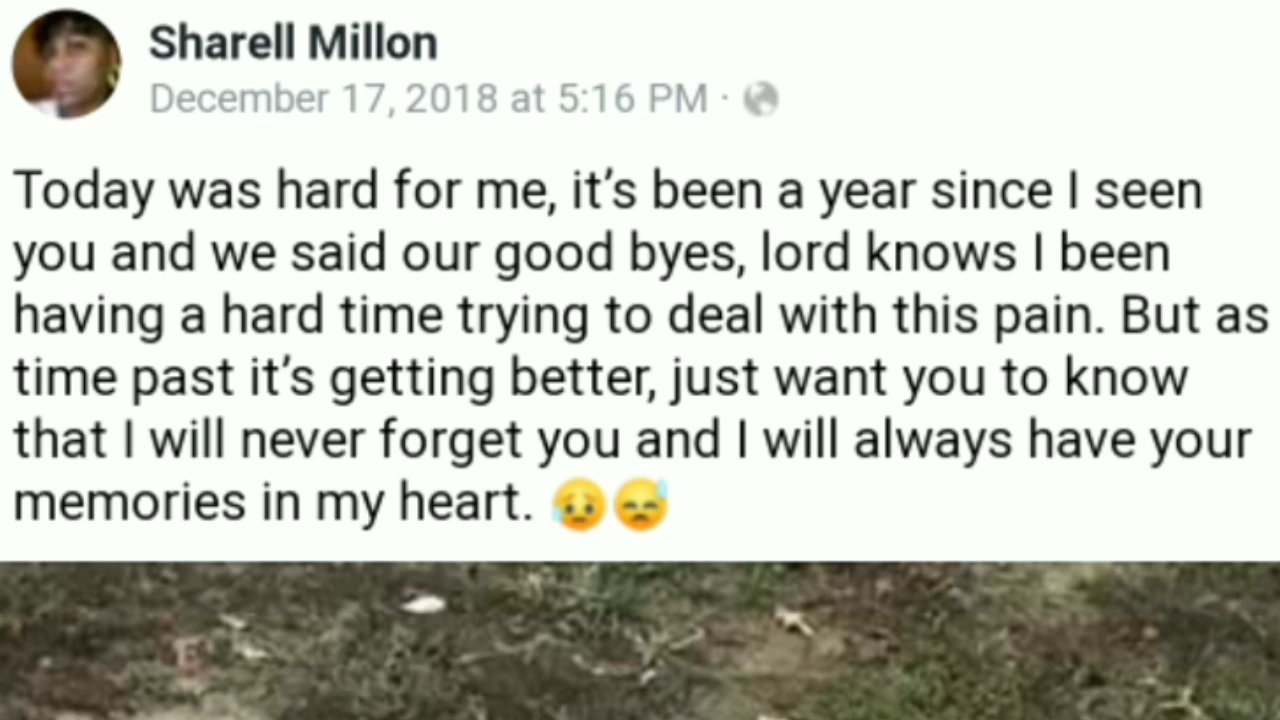 Sharell Millon
December 17, 2018 at 5:16 PM ·
Today was hard for me, it’s been a year since I seen
you and we said our good byes, lord knows I been
having a hard time trying to deal with this pain. But as
time past it’s getting better, just want you to know
that I will never forget you and I will always have your
memories in my heart. 😥😓